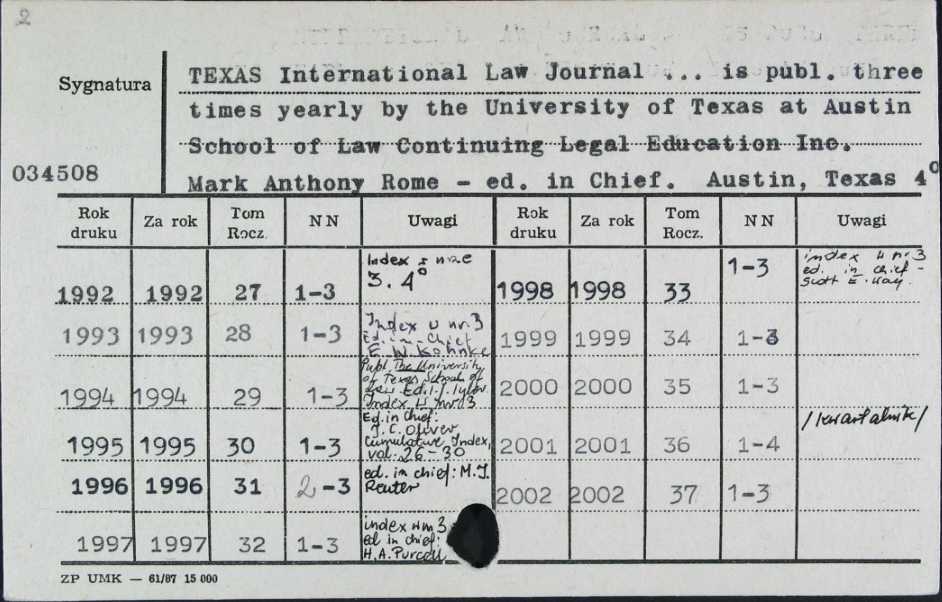 2
Sygnatura
TEXAS International Law Journal ... is publ. three
times yearly by the University of Texas at Austin
School of Law Continuing Legal Education Inc.
034508
Mark Anthony Rome - ed. in Chief. Austin, Texas 4°
Rok druku Za rok Tom Rocz. N N Uwagi Rok druku Za rok Tom Rocz. N N Uwagi
1992 1992 27 1-3
Index
3. 4°
1998 1998 33 1-3
index w nr 3
ed. in chief -
Scott E. Kay.
1993 1993 28 1-3
Index w nr. 3
Ed. in Chief
E. W. Kohnke
1999 1999 34 1-3
1994 1994 29 1-3
Publ. The University
of Texas School of
Law Ed.
Index w nr 3
2000 2000 35 1-3
1995 1995 30 1-3
Ed. in Chief:
J. C. Oliver
Cumulative Index,
vol. 26-30
2001 2001 36 1-4
/kwartalnik/
1996 1996 31 2-3
ed. in chief: M. J.
Reuter
2002 2002 37 1-3
1997 1997 32 1-3
index w nr 3
ed in chief:
H. A. Purcell
ZP UMK — 61/87 15 000